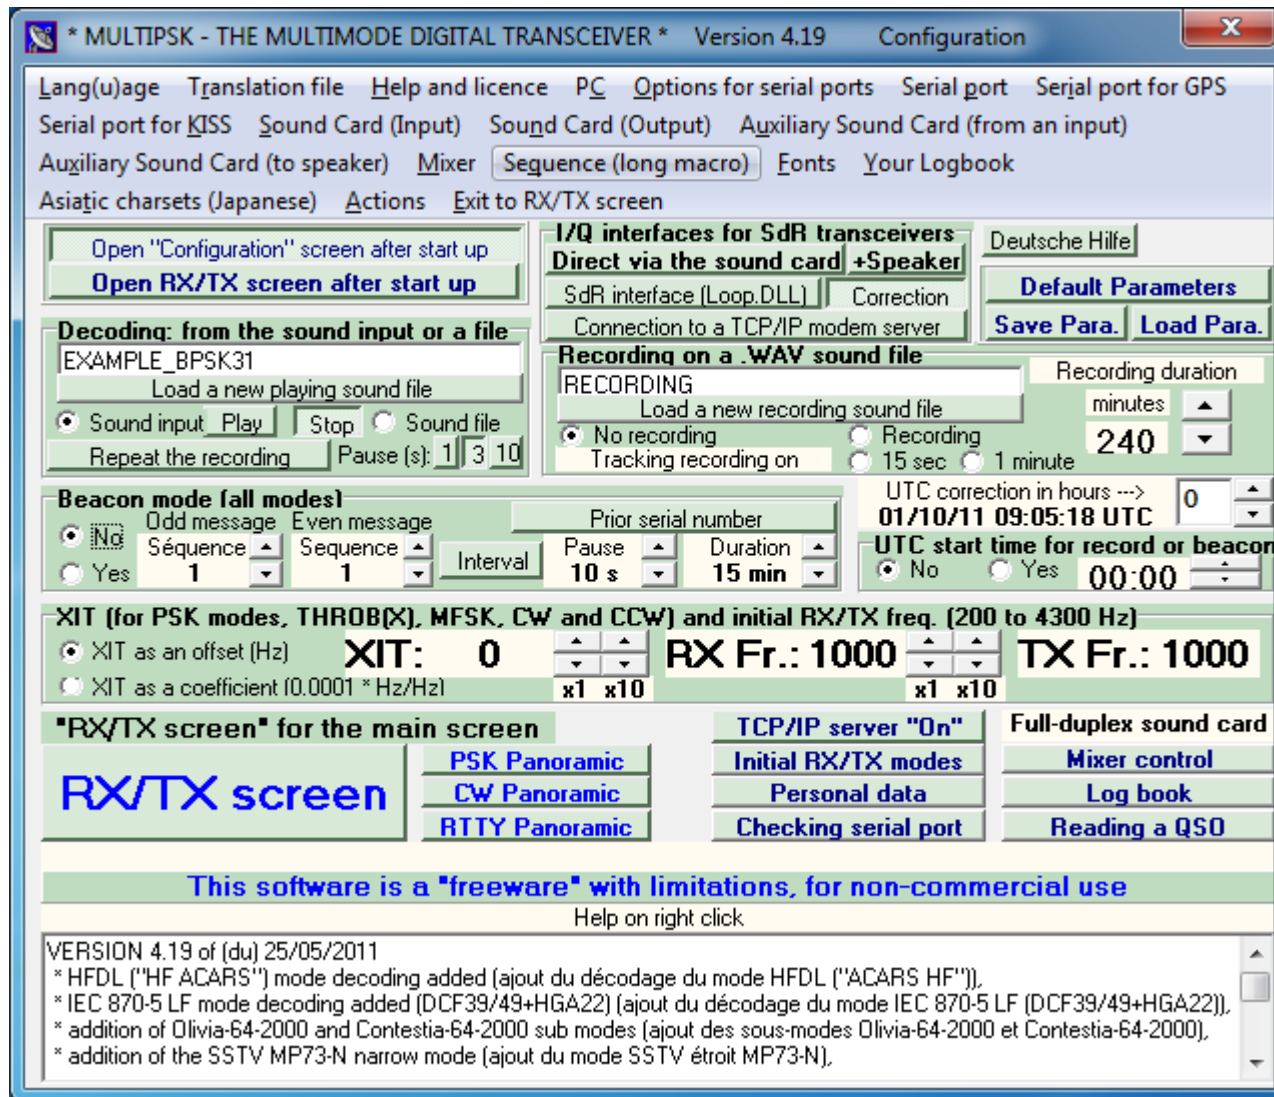 * MULTIPSK - THE MULTIMODE DIGITAL TRANSCEIVER * Version 4.19 Configuration
Lang(u)age Translation file Help and licence PC Options for serial ports Serial port Serial port for GPS
Serial port for KISS Sound Card (Input) Sound Card (Output) Auxiliary Sound Card (from an input)
Auxiliary Sound Card (to speaker) Mixer Sequence (long macro) Fonts Your Logbook
Asiatic charsets (Japanese) Actions Exit to RX/TX screen
Open "Configuration" screen after start up
Open RX/TX screen after start up
I/Q interfaces for SdR transceivers
Direct via the sound card +Speaker
SdR interface (Loop.DLL) Correction
Connection to a TCP/IP modem server
Deutsche Hilfe
Default Parameters
Save Para. Load Para.
Decoding: from the sound input or a file
EXAMPLE_BPSK31
Load a new playing sound file
Sound input Play Stop Sound file
Repeat the recording Pause (s): 1 3 10
Recording on a .WAV sound file
RECORDING
Load a new recording sound file
No recording Recording
Tracking recording on 15 sec 1 minute
Recording duration
minutes
240
Beacon mode (all modes)
Odd message Even message Prior serial number
No Séquence Sequence Interval Pause Duration
Yes 1 1 10 s 15 min
UTC correction in hours ---> 0
01/10/11 09:05:18 UTC
UTC start time for record or beacon
No Yes 00:00
XIT (for PSK modes, THROB(X), MFSK, CW and CCW) and initial RX/TX freq. (200 to 4300 Hz)
XIT as an offset (Hz) XIT: 0 RX Fr.: 1000 TX Fr.: 1000
XIT as a coefficient (0.0001 * Hz/Hz) x1 x10 x1 x10
"RX/TX screen" for the main screen
RX/TX screen
PSK Panoramic
CW Panoramic
RTTY Panoramic
TCP/IP server "On"
Initial RX/TX modes
Personal data
Checking serial port
Full-duplex sound card
Mixer control
Log book
Reading a QSO
This software is a "freeware" with limitations, for non-commercial use
Help on right click
VERSION 4.19 of (du) 25/05/2011
* HFDL ("HF ACARS") mode decoding added (ajout du décodage du mode HFDL ("ACARS HF")),
* IEC 870-5 LF mode decoding added (DCF39/49+HGA22) (ajout du décodage du mode IEC 870-5 LF (DCF39/49+HGA22)),
* addition of Olivia-64-2000 and Contestia-64-2000 sub modes (ajout des sous-modes Olivia-64-2000 et Contestia-64-2000),
* addition of the SSTV MP73-N narrow mode (ajout du mode SSTV étroit MP73-N),